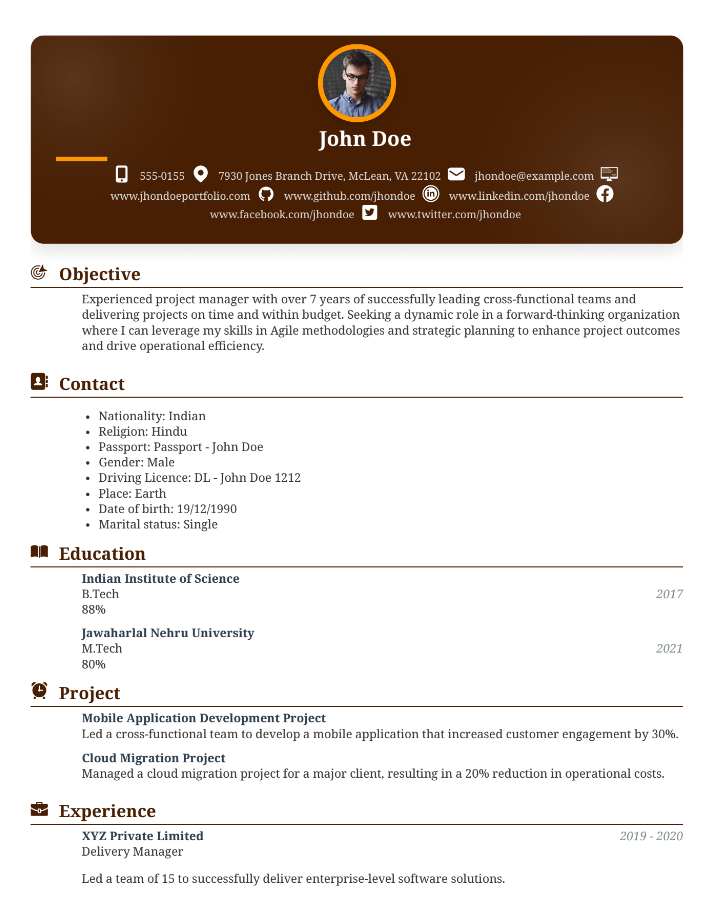 John Doe
555-0155 7930 Jones Branch Drive, McLean, VA 22102 jhondoe@example.com
www.jhondoeportfolio.com www.github.com/jhondoe www.linkedin.com/jhondoe
www.facebook.com/jhondoe www.twitter.com/jhondoe
Objective
Experienced project manager with over 7 years of successfully leading cross-functional teams and
delivering projects on time and within budget. Seeking a dynamic role in a forward-thinking organization
where I can leverage my skills in Agile methodologies and strategic planning to enhance project outcomes
and drive operational efficiency.
Contact
• Nationality: Indian
• Religion: Hindu
• Passport: Passport - John Doe
• Gender: Male
• Driving Licence: DL - John Doe 1212
• Place: Earth
• Date of birth: 19/12/1990
• Marital status: Single
Education
Indian Institute of Science
B.Tech 2017
88%
Jawaharlal Nehru University
M.Tech 2021
80%
Project
Mobile Application Development Project
Led a cross-functional team to develop a mobile application that increased customer engagement by 30%.
Cloud Migration Project
Managed a cloud migration project for a major client, resulting in a 20% reduction in operational costs.
Experience
XYZ Private Limited 2019 - 2020
Delivery Manager
Led a team of 15 to successfully deliver enterprise-level software solutions.